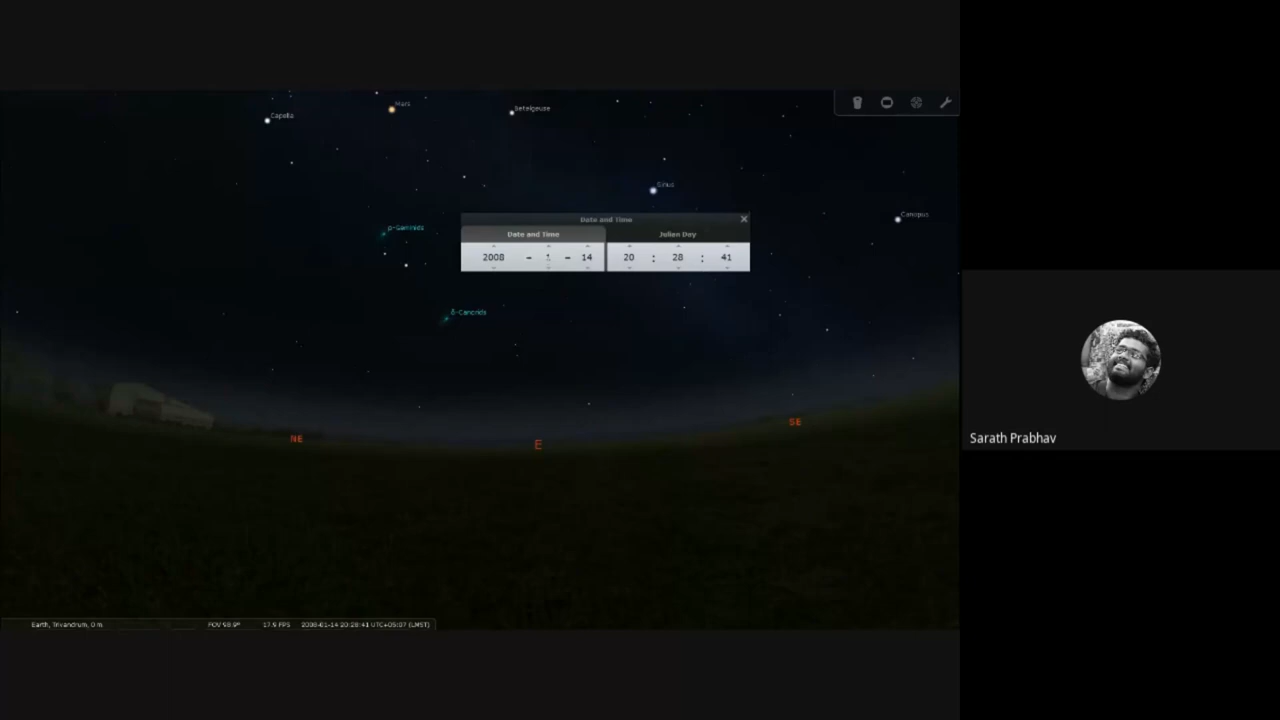 Mars
Betelgeuse
Capella
Sirius
Canopus
Date and Time
ρ-Geminids
Date and Time Julian Day
2008 - 1 - 14 20 : 28 : 41
δ-Cancrids
SE
NE
E
Sarath Prabhav
Earth, Trivandrum, 0 m FOV 98.9° 17.9 FPS 2008-01-14 20:28:41 UTC+05:07 (LMST)